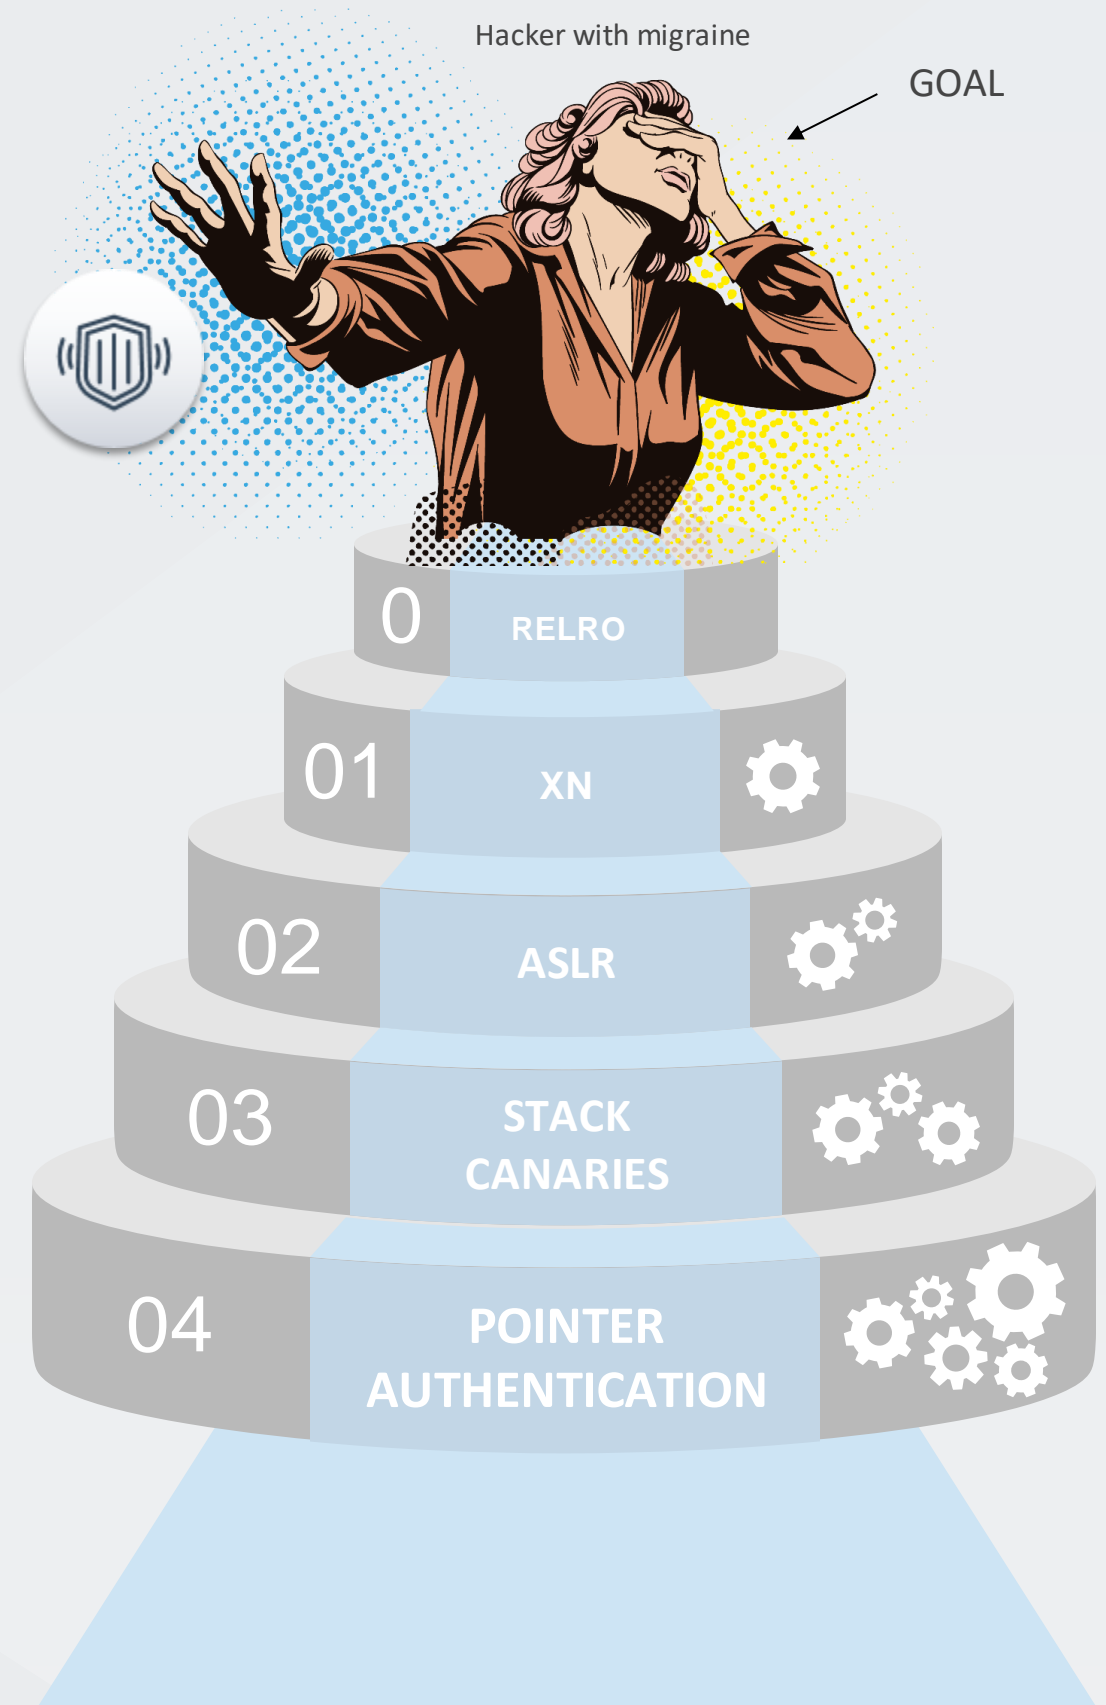 Hacker with migraine
GOAL
0
RELRO
01
XN
02
ASLR
03
STACK
CANARIES
04
POINTER
AUTHENTICATION